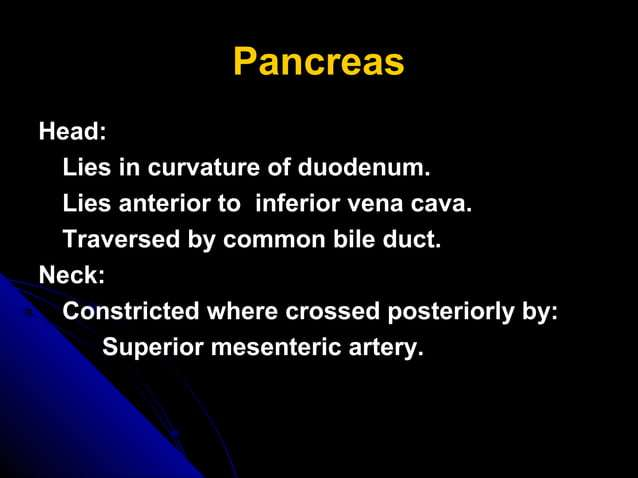 Pancreas
Head:
Lies in curvature of duodenum.
Lies anterior to  inferior vena cava.
Traversed by common bile duct.
Neck:
Constricted where crossed posteriorly by:
Superior mesenteric artery.